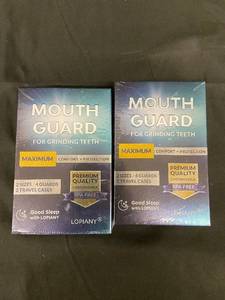 MOUTH
GUARD
FOR GRINDING TEETH
MAXIMUM COMFORT + PROTECTION
PREMIUM
QUALITY
BPA-FREE
2 SIZES - 4 GUARDS
2 TRAVEL CASES
Good Sleep
with LOPIANY
LOPIANY®
MOUTH
GUARD
FOR GRINDING TEETH
MAXIMUM COMFORT + PROTECTION
PREMIUM
QUALITY
BPA-FREE
2 SIZES - 4 GUARDS
2 TRAVEL CASES
Good Sleep
with LOPIANY
LOPIANY